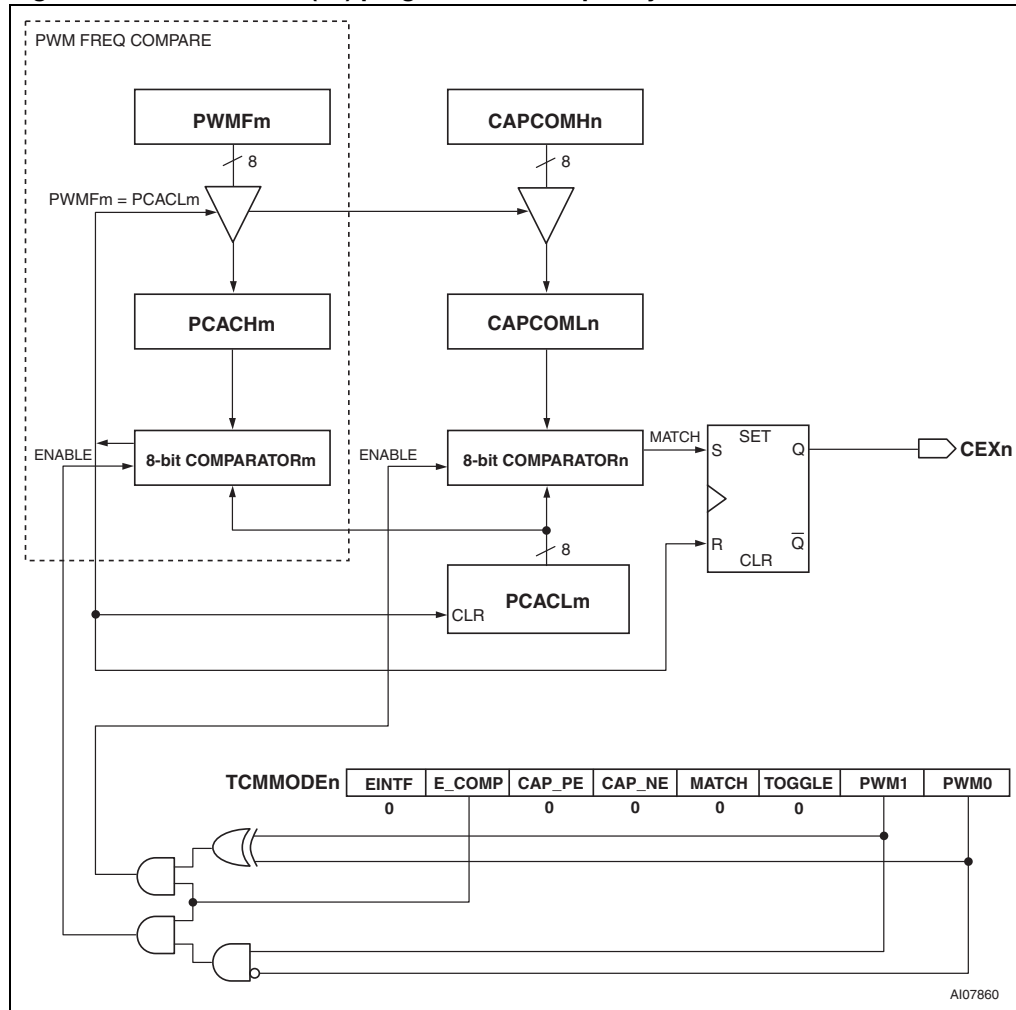 PWM FREQ COMPARE
PWMFm
CAPCOMHn
8
8
PWMFm = PCACLm
PCACHm
CAPCOMLn
ENABLE
8-bit COMPARATORm
ENABLE
8-bit COMPARATORn
MATCH
SET
S
Q
CEXn
R
Q
CLR
8
PCACLm
CLR
TCMMODEn
EINTF E_COMP CAP_PE CAP_NE MATCH TOGGLE PWM1 PWM0
0 0 0 0 0
AI07860